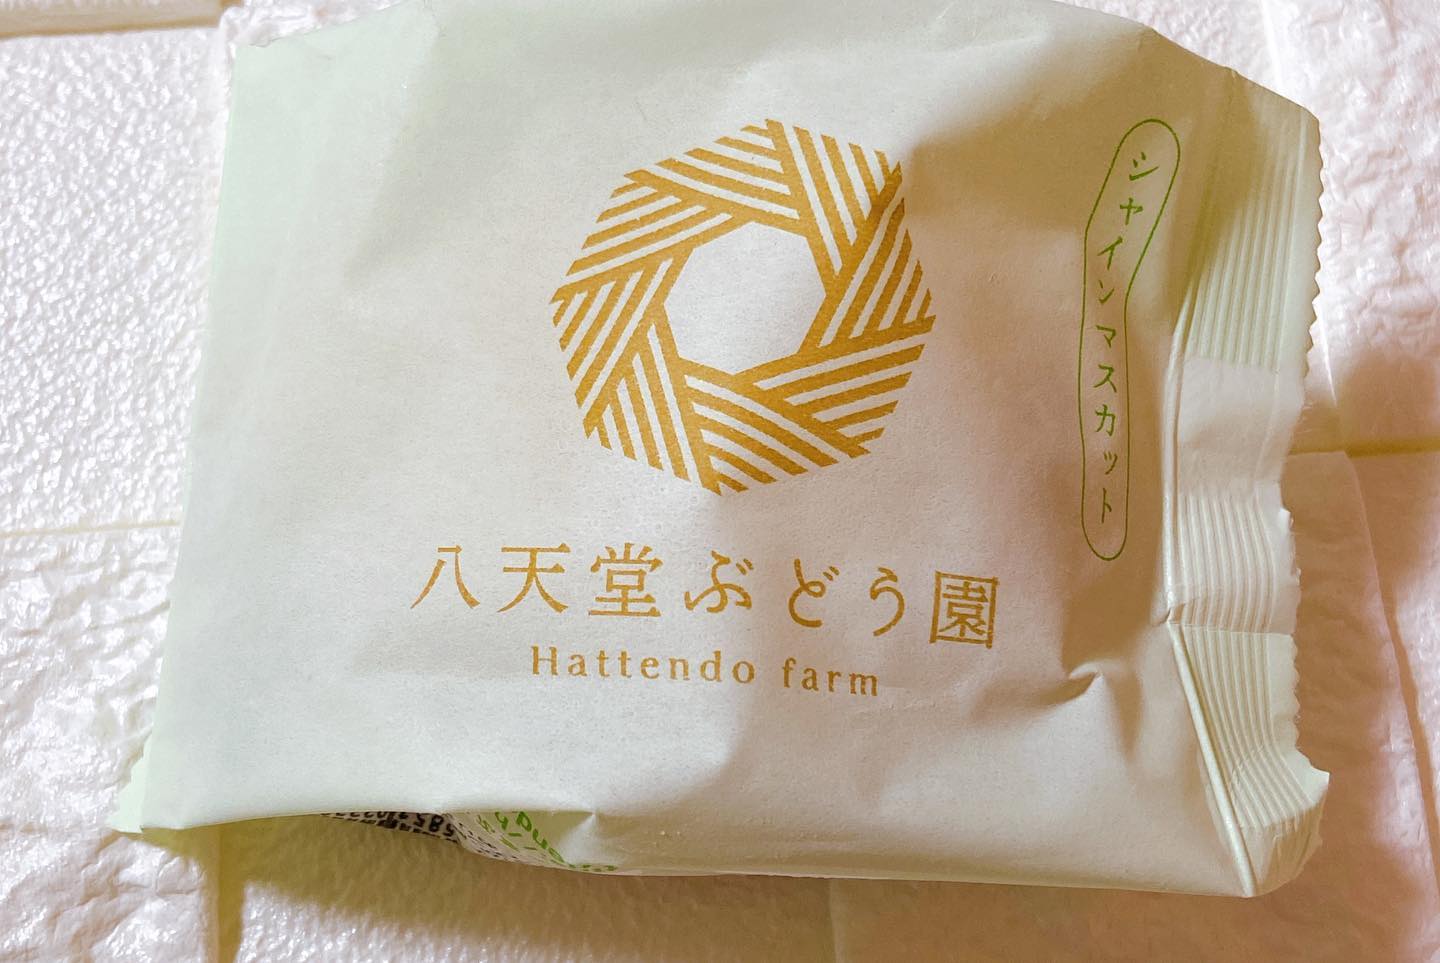 シャインマスカット
八天堂ぶどう園
Hattendo farm